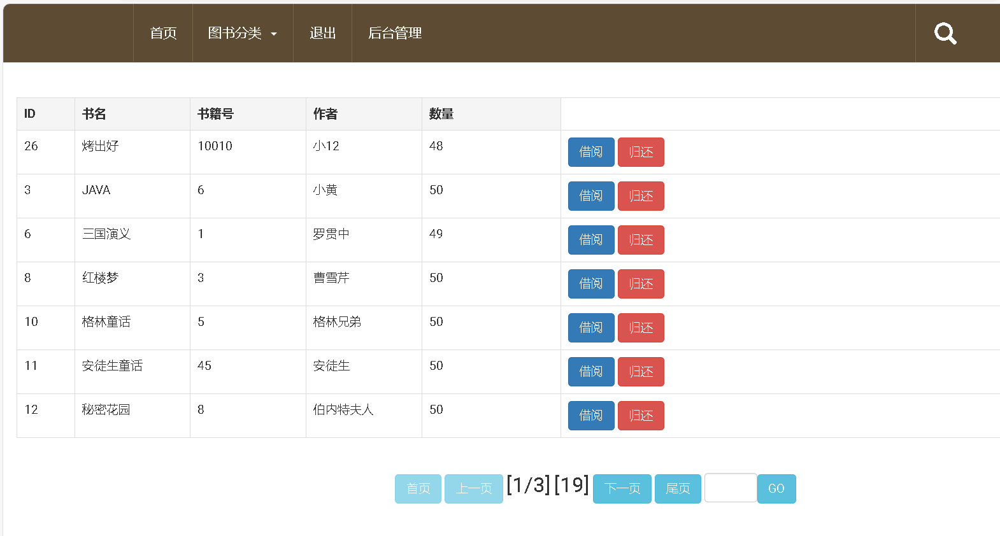 首页 图书分类 退出 后台管理
ID 书名 书籍号 作者 数量
26 烤出好 10010 小12 48 借阅 归还
3 JAVA 6 小黄 50 借阅 归还
6 三国演义 1 罗贯中 49 借阅 归还
8 红楼梦 3 曹雪芹 50 借阅 归还
10 格林童话 5 格林兄弟 50 借阅 归还
11 安徒生童话 45 安徒生 50 借阅 归还
12 秘密花园 8 伯内特夫人 50 借阅 归还
首页 上一页 [1/3][19] 下一页 尾页 GO